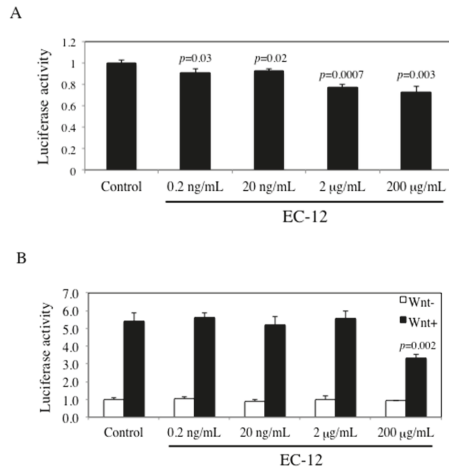 A
1.2
1
0.8
0.6
0.4
0.2
0
Luciferase activity
p=0.03
p=0.02
p=0.0007
p=0.003
Control
0.2 ng/mL
20 ng/mL
2 μg/mL
200 μg/mL
EC-12
B
7.0
6.0
5.0
4.0
3.0
2.0
1.0
0.0
Luciferase activity
Wnt-
Wnt+
p=0.002
Control
0.2 ng/mL
20 ng/mL
2 μg/mL
200 μg/mL
EC-12